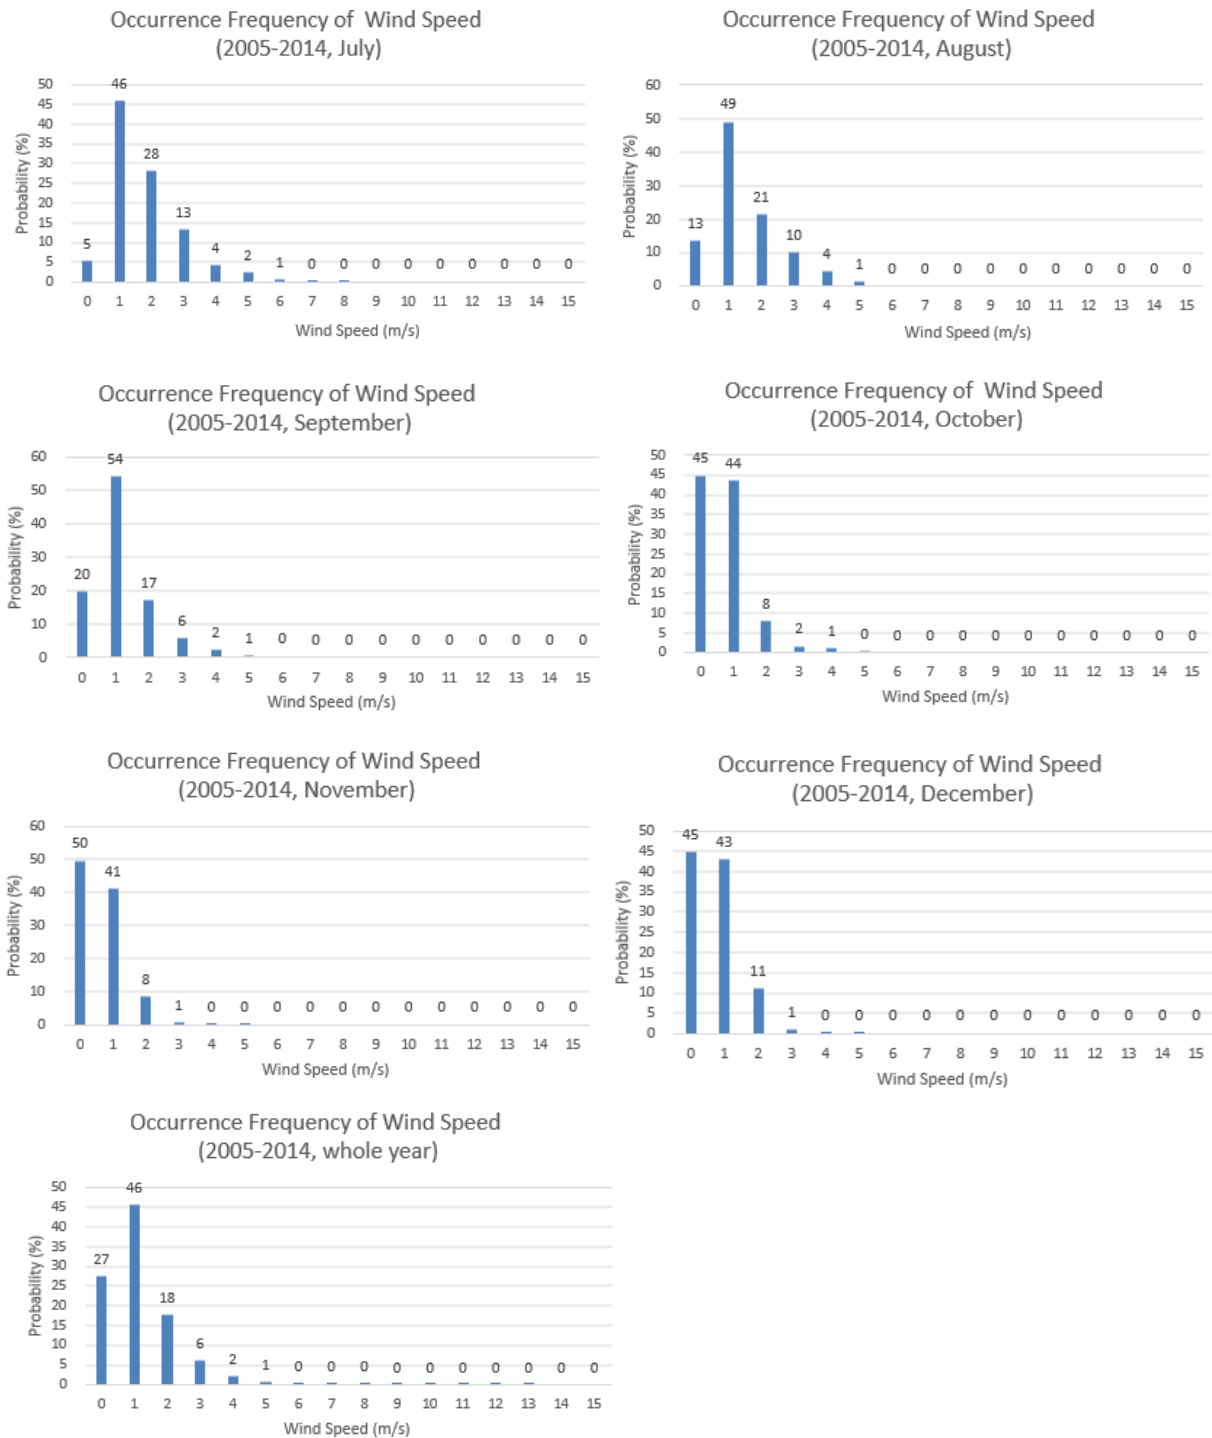 Occurrence Frequency of  Wind Speed
(2005-2014, July)
Probability (%)
50
45
40
35
30
25
20
15
10
5
0
5 46 28 13 4 2 1 0 0 0 0 0 0 0 0 0
0 1 2 3 4 5 6 7 8 9 10 11 12 13 14 15
Wind Speed (m/s)
Occurrence Frequency of Wind Speed
(2005-2014, August)
Probability (%)
60
50
40
30
20
10
0
13 49 21 10 4 1 0 0 0 0 0 0 0 0 0 0
0 1 2 3 4 5 6 7 8 9 10 11 12 13 14 15
Wind Speed (m/s)
Occurrence Frequency of Wind Speed
(2005-2014, September)
Probability (%)
60
50
40
30
20
10
0
20 54 17 6 2 1 0 0 0 0 0 0 0 0 0 0
0 1 2 3 4 5 6 7 8 9 10 11 12 13 14 15
Wind Speed (m/s)
Occurrence Frequency of  Wind Speed
(2005-2014, October)
Probability (%)
50
45
40
35
30
25
20
15
10
5
0
45 44 8 2 1 0 0 0 0 0 0 0 0 0 0 0
0 1 2 3 4 5 6 7 8 9 10 11 12 13 14 15
Wind Speed (m/s)
Occurrence Frequency of Wind Speed
(2005-2014, November)
Probability (%)
60
50
40
30
20
10
0
50 41 8 1 0 0 0 0 0 0 0 0 0 0 0 0
0 1 2 3 4 5 6 7 8 9 10 11 12 13 14 15
Wind Speed (m/s)
Occurrence Frequency of Wind Speed
(2005-2014, December)
Probability (%)
50
45
40
35
30
25
20
15
10
5
0
45 43 11 1 0 0 0 0 0 0 0 0 0 0 0 0
0 1 2 3 4 5 6 7 8 9 10 11 12 13 14 15
Wind Speed (m/s)
Occurrence Frequency of Wind Speed
(2005-2014, whole year)
Probability (%)
50
45
40
35
30
25
20
15
10
5
0
27 46 18 6 2 1 0 0 0 0 0 0 0 0 0 0
0 1 2 3 4 5 6 7 8 9 10 11 12 13 14 15
Wind Speed (m/s)